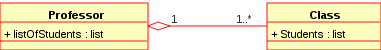 Professor 1 1..* Class
+ listOfStudents : list + Students : list